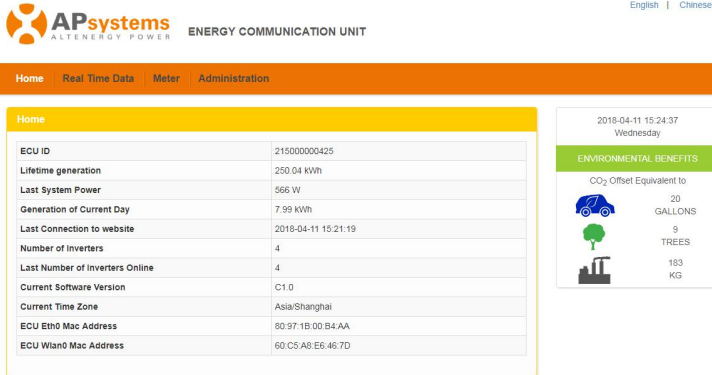 English | Chinese
APsystems
ALTENERGY POWER
ENERGY COMMUNICATION UNIT
Home Real Time Data Meter Administration
Home
ECU ID 215000000425
Lifetime generation 250.04 kWh
Last System Power 566 W
Generation of Current Day 7.99 kWh
Last Connection to website 2018-04-11 15:21:19
Number of Inverters 4
Last Number of Inverters Online 4
Current Software Version C1.0
Current Time Zone Asia/Shanghai
ECU Eth0 Mac Address 80:97:1B:00:B4:AA
ECU Wlan0 Mac Address 60:C5:A8:E6:46:7D
2018-04-11 15:24:37
Wednesday
ENVIRONMENTAL BENEFITS
CO2 Offset Equivalent to
20
GALLONS
9
TREES
183
KG